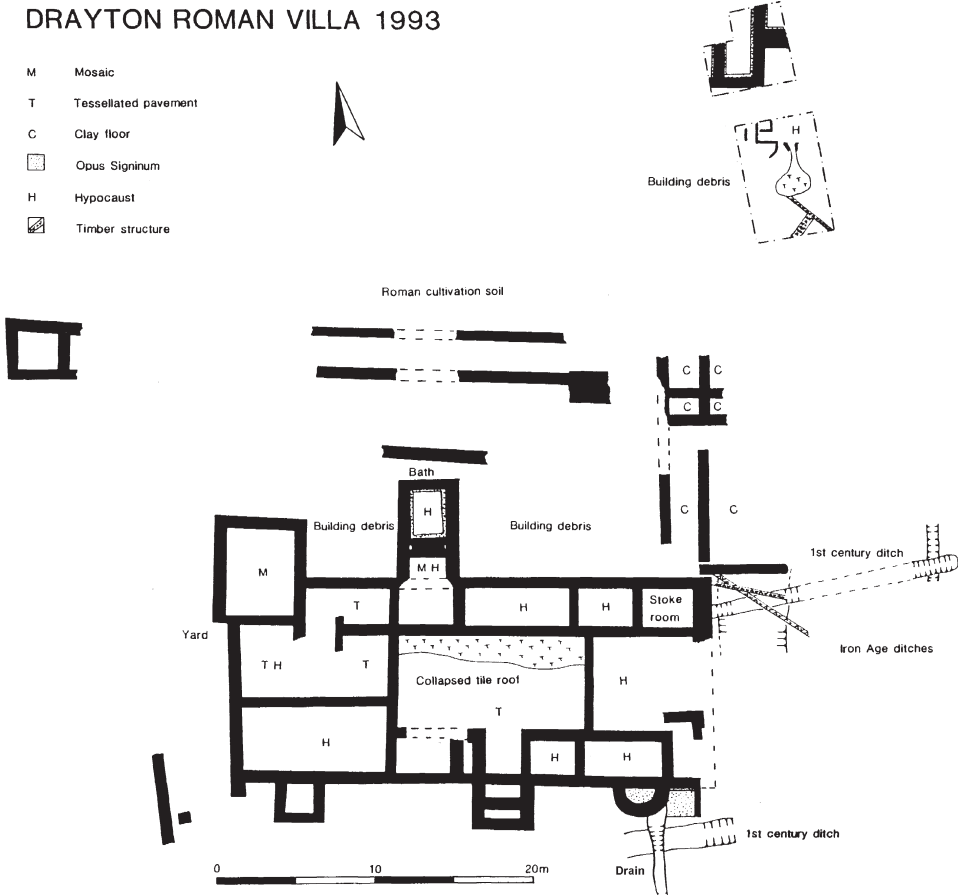 DRAYTON ROMAN VILLA 1993
M Mosaic
T Tessellated pavement
C Clay floor
Opus Signinum
H Hypocaust
Timber structure
H
Building debris
Roman cultivation soil
C C
C C
Bath
H
Building debris
Building debris
C C
M H
1st century ditch
M
T
H H
Stoke
room
Yard
T H T
H
Iron Age ditches
Collapsed tile roof
T
H
H H
1st century ditch
0 10 20m
Drain